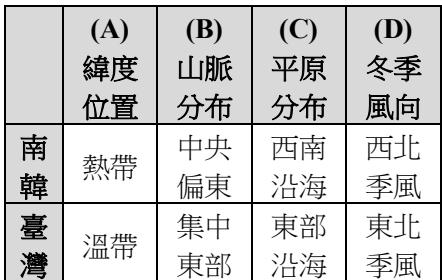 (A) (B) (C) (D)
緯度 山脈 平原 冬季
位置 分布 分布 風向
南韓 熱帶 中央偏東 西南沿海 西北季風
臺灣 溫帶 集中東部 東部沿海 東北季風